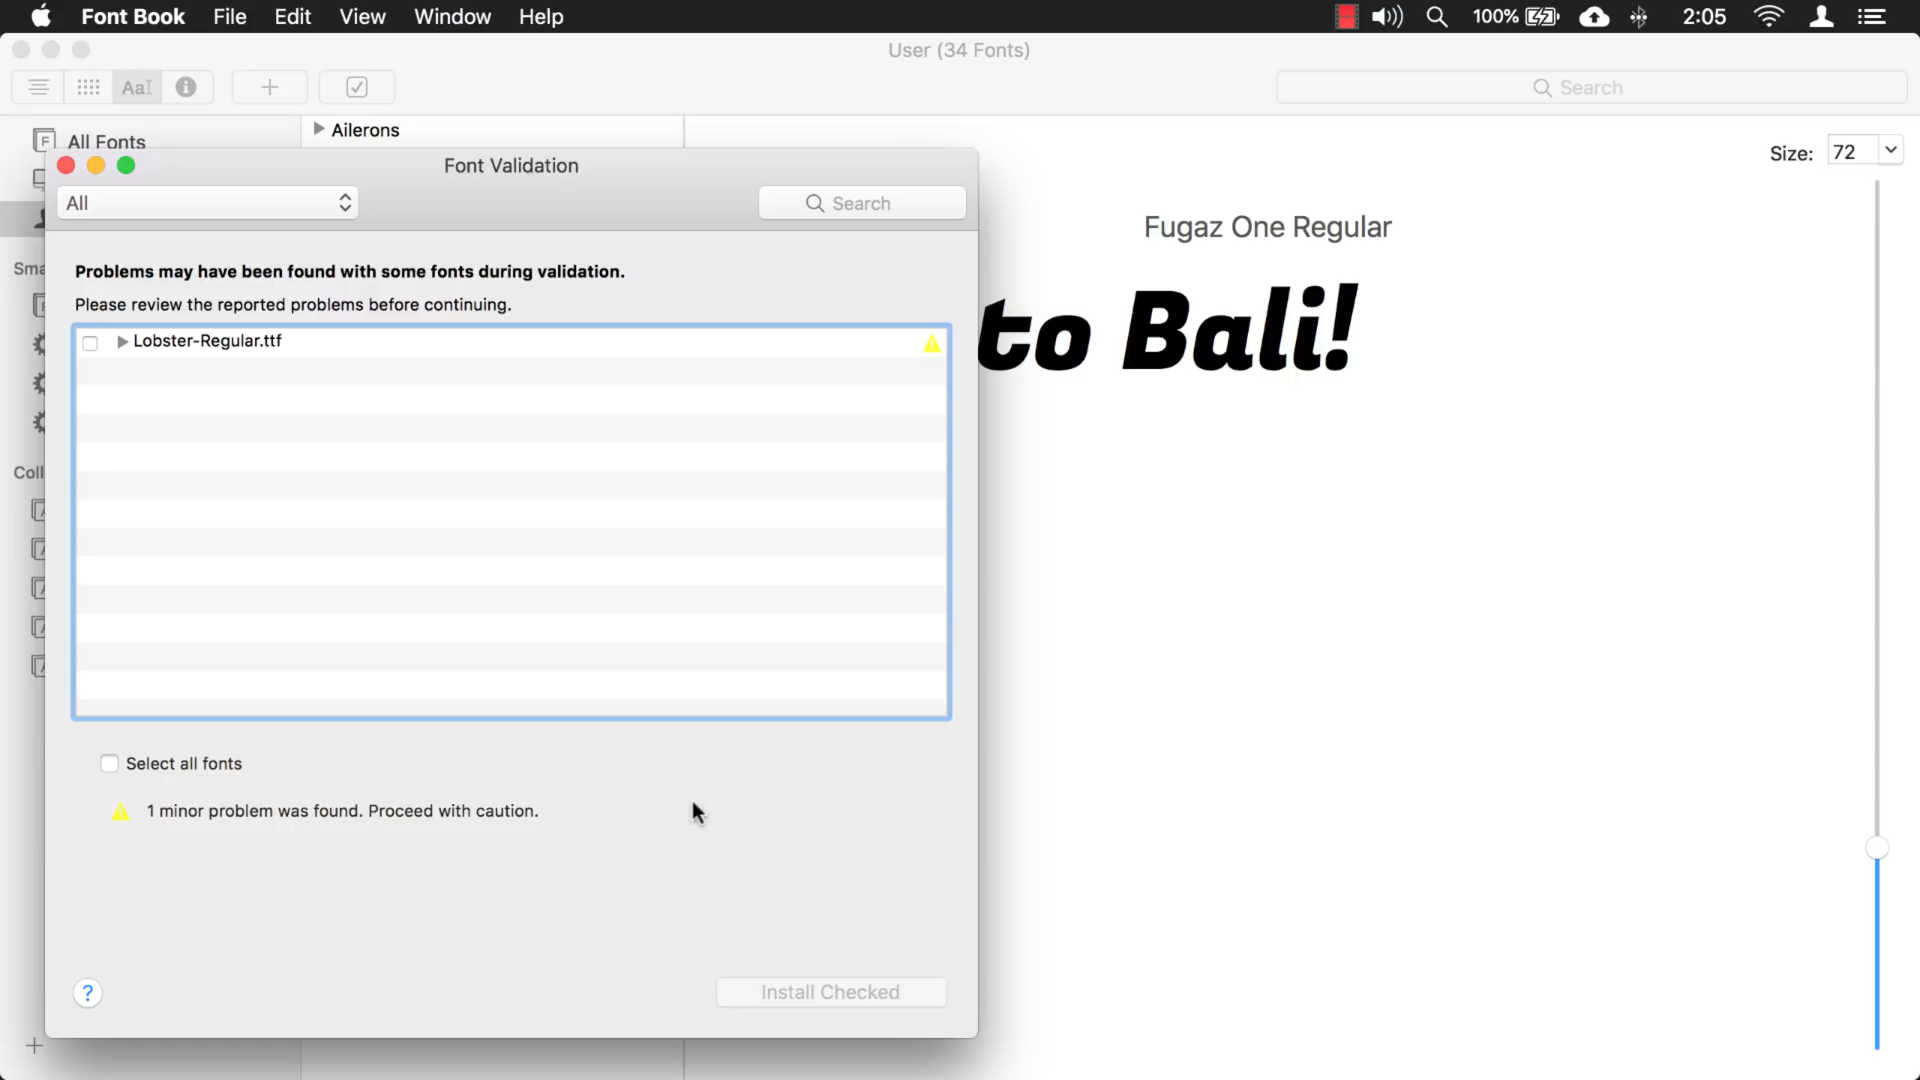 Font Book File Edit View Window Help 100% 2:05
User (34 Fonts)
Aa
Search
All Fonts
Ailerons
Size: 72
Font Validation
All
Search
Fugaz One Regular
to Bali!
Problems may have been found with some fonts during validation.
Please review the reported problems before continuing.
Lobster-Regular.ttf
Sma
Coll
Select all fonts
1 minor problem was found. Proceed with caution.
?
Install Checked